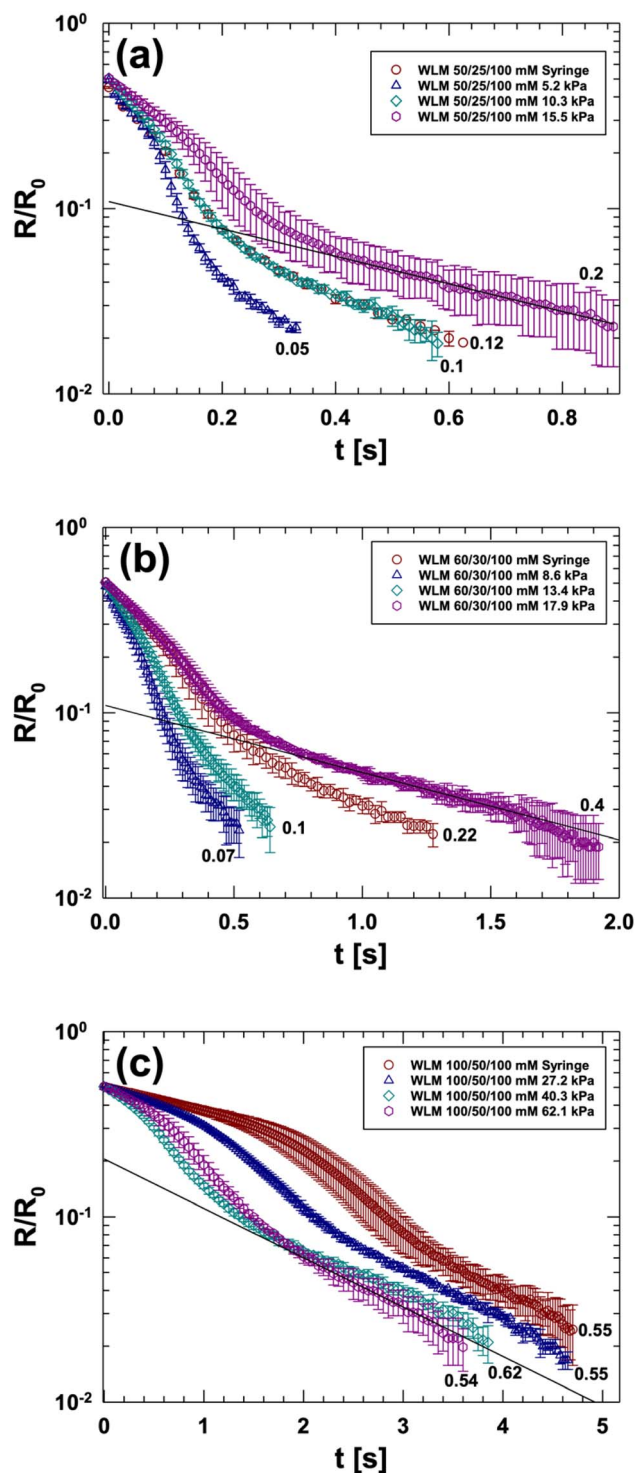 (a)
WLM 50/25/100 mM Syringe
WLM 50/25/100 mM 5.2 kPa
WLM 50/25/100 mM 10.3 kPa
WLM 50/25/100 mM 15.5 kPa
10⁰
10⁻¹
10⁻²
R/R₀
0.2
0.05
0.12
0.1
0.0 0.2 0.4 0.6 0.8
t [s]
(b)
WLM 60/30/100 mM Syringe
WLM 60/30/100 mM 8.6 kPa
WLM 60/30/100 mM 13.4 kPa
WLM 60/30/100 mM 17.9 kPa
10⁰
10⁻¹
10⁻²
R/R₀
0.4
0.1
0.22
0.07
0.0 0.5 1.0 1.5 2.0
t [s]
(c)
WLM 100/50/100 mM Syringe
WLM 100/50/100 mM 27.2 kPa
WLM 100/50/100 mM 40.3 kPa
WLM 100/50/100 mM 62.1 kPa
10⁰
10⁻¹
10⁻²
R/R₀
0.55
0.62
0.54
0.55
0 1 2 3 4 5
t [s]